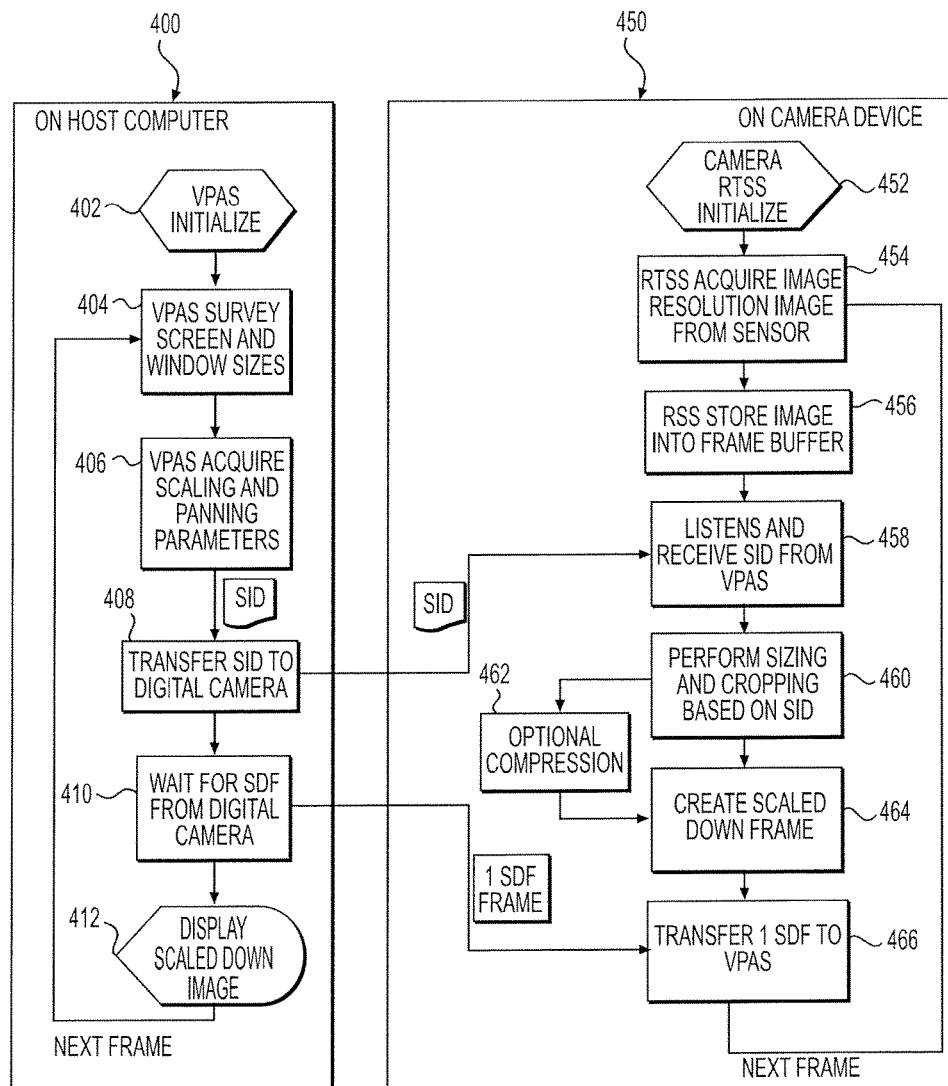 400
450
ON HOST COMPUTER
ON CAMERA DEVICE
402
VPAS
INITIALIZE
404
VPAS SURVEY
SCREEN AND
WINDOW SIZES
406
VPAS ACQUIRE
SCALING AND
PANNING
PARAMETERS
SID
408
TRANSFER SID TO
DIGITAL CAMERA
410
WAIT FOR SDF
FROM DIGITAL
CAMERA
412
DISPLAY
SCALED DOWN
IMAGE
NEXT FRAME
CAMERA
RTSS
INITIALIZE
452
RTSS ACQUIRE IMAGE
RESOLUTION IMAGE
FROM SENSOR
454
RSS STORE IMAGE
INTO FRAME BUFFER
456
LISTENS AND
RECEIVE SID FROM
VPAS
458
SID
PERFORM SIZING
AND CROPPING
BASED ON SID
460
462
OPTIONAL
COMPRESSION
CREATE SCALED
DOWN FRAME
464
1 SDF
FRAME
TRANSFER 1 SDF TO
VPAS
466
NEXT FRAME